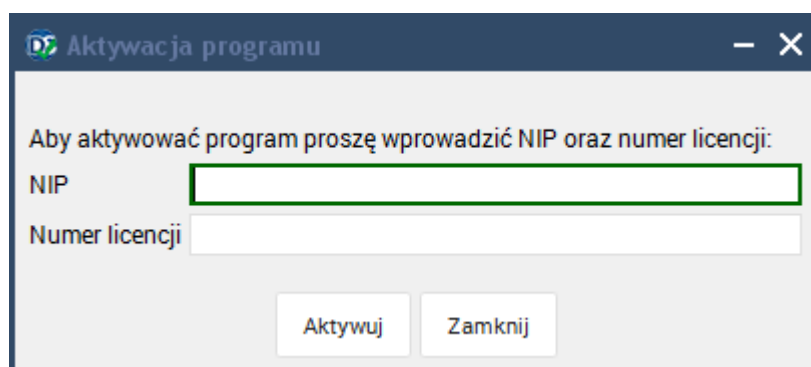 Aktywacja programu
Aby aktywować program proszę wprowadzić NIP oraz numer licencji:
NIP
Numer licencji
Aktywuj Zamknij